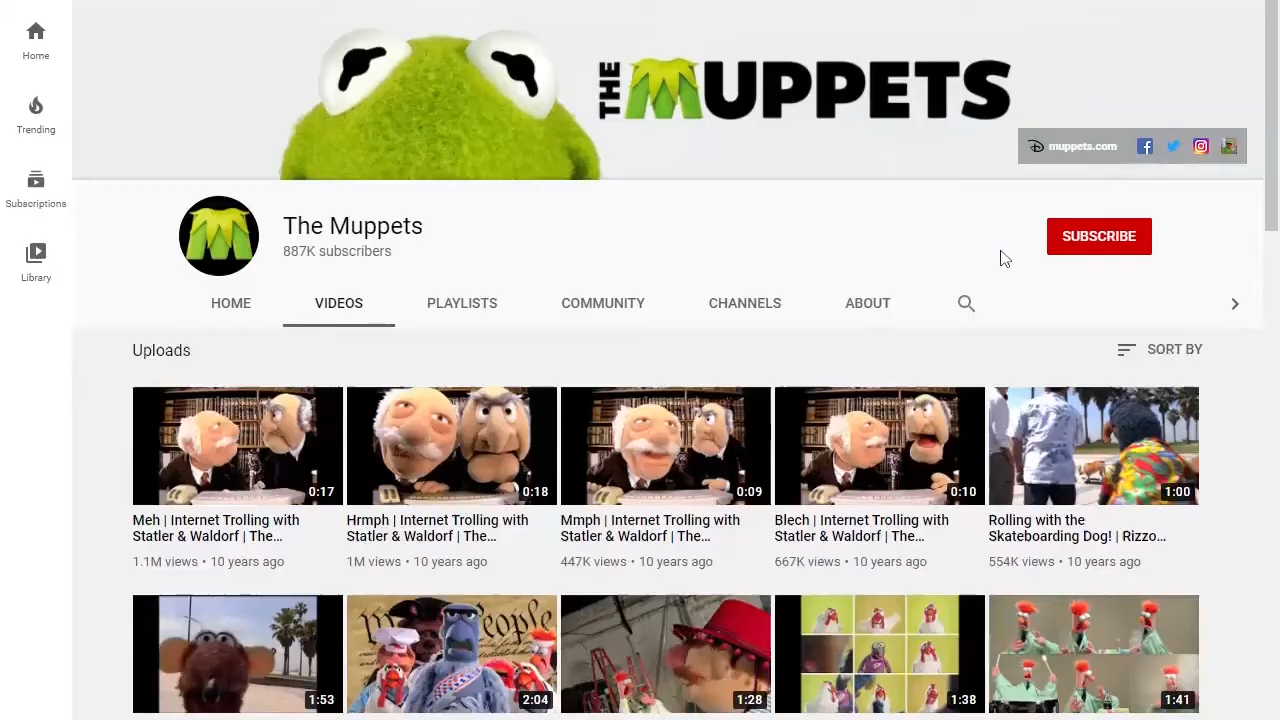 Home
Trending
Subscriptions
Library
THE MUPPETS
muppets.com
The Muppets
887K subscribers
SUBSCRIBE
HOME VIDEOS PLAYLISTS COMMUNITY CHANNELS ABOUT
Uploads
SORT BY
0:17
0:18
0:09
0:10
1:00
Meh | Internet Trolling with
Statler & Waldorf | The...
1.1M views • 10 years ago
Hrmph | Internet Trolling with
Statler & Waldorf | The...
1M views • 10 years ago
Mmph | Internet Trolling with
Statler & Waldorf | The...
447K views • 10 years ago
Blech | Internet Trolling with
Statler & Waldorf | The...
667K views • 10 years ago
Rolling with the
Skateboarding Dog! | Rizzo...
554K views • 10 years ago
People
1:53
2:04
1:28
1:38
1:41